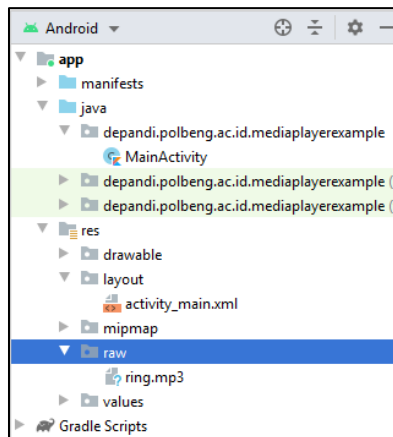 Android
app
manifests
java
depandi.polbeng.ac.id.mediaplayerexample
MainActivity
depandi.polbeng.ac.id.mediaplayerexample (
depandi.polbeng.ac.id.mediaplayerexample (
res
drawable
layout
activity_main.xml
mipmap
raw
ring.mp3
values
Gradle Scripts